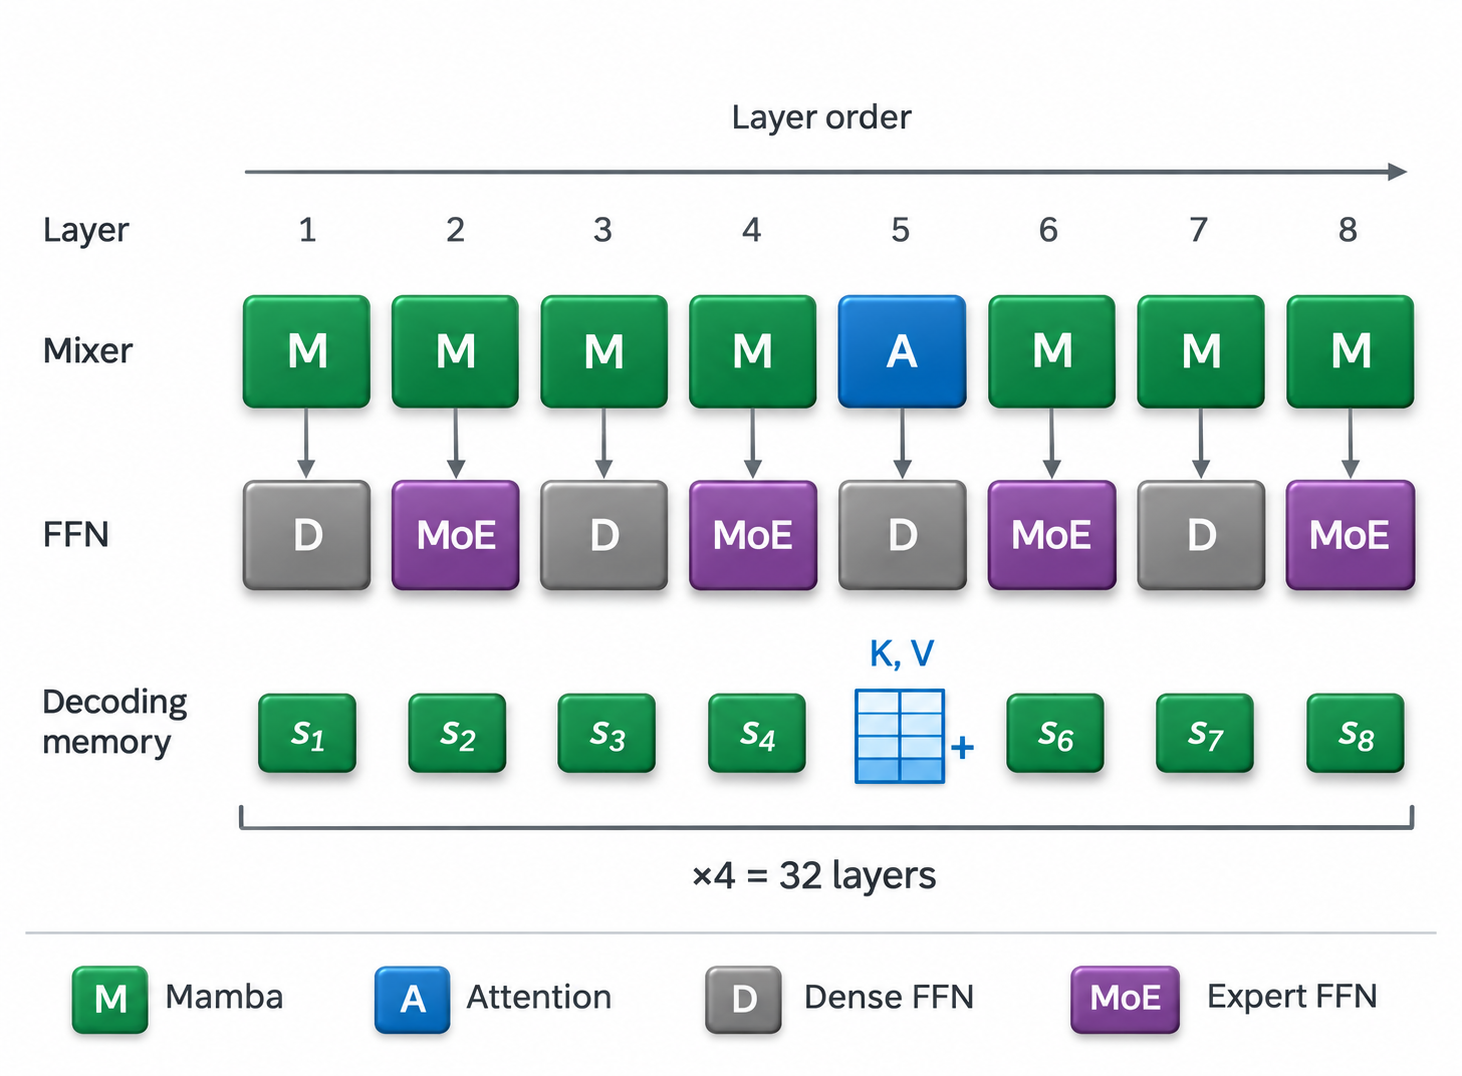 Layer order
Layer 1 2 3 4 5 6 7 8
Mixer M M M M A M M M
FFN D MoE D MoE D MoE D MoE
K, V
Decoding
memory
s₁ s₂ s₃ s₄ + s₆ s₇ s₈
×4 = 32 layers
M Mamba A Attention D Dense FFN MoE Expert FFN